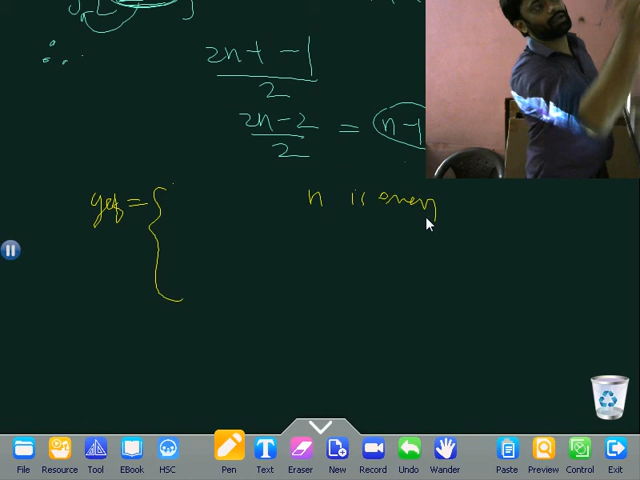 2n+ -1
2
2n-2
2
= n-1
= { n is even
File Resource Tool EBook HSC Pen Text Eraser New Record Undo Wander Paste Preview Control Exit